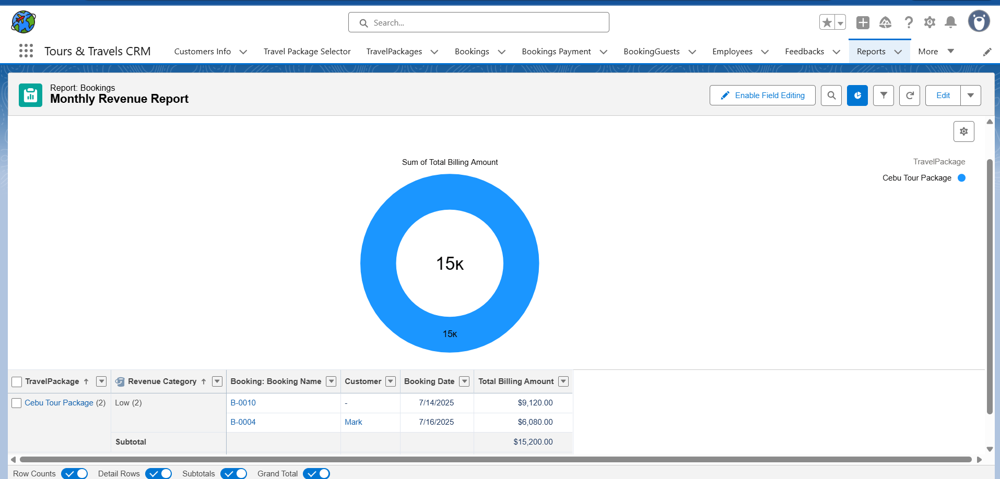 Search...
Tours & Travels CRM
Customers Info
Travel Package Selector
TravelPackages
Bookings
Bookings Payment
BookingGuests
Employees
Feedbacks
Reports
More
Report: Bookings
Monthly Revenue Report
Enable Field Editing
Edit
Sum of Total Billing Amount
TravelPackage
Cebu Tour Package
15K
15K
TravelPackage Revenue Category Booking: Booking Name Customer Booking Date Total Billing Amount
Cebu Tour Package (2) Low (2) B-0010 - 7/14/2025 $9,120.00
B-0004 Mark 7/16/2025 $6,080.00
Subtotal $15,200.00
Row Counts Detail Rows Subtotals Grand Total